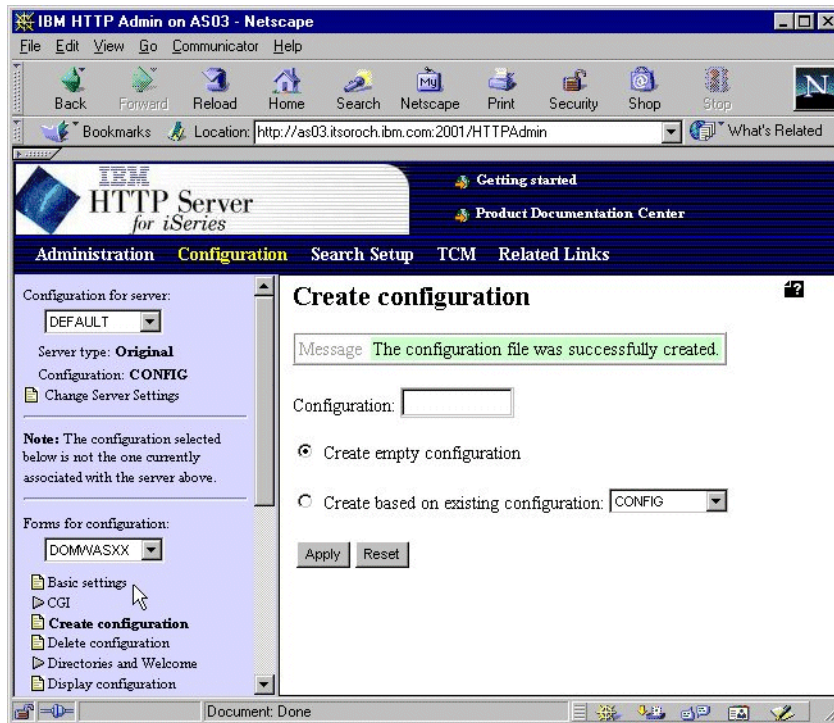 IBM HTTP Admin on AS03 - Netscape
File Edit View Go Communicator Help
Back Forward Reload Home Search Netscape Print Security Shop Stop
My
N
Bookmarks Location: http://as03.itsoroch.ibm.com:2001/HTTPAdmin What's Related
IBM
HTTP Server
for iSeries
Getting started
Product Documentation Center
Administration Configuration Search Setup TCM Related Links
Configuration for server:
DEFAULT
Server type: Original
Configuration: CONFIG
Change Server Settings
Note: The configuration selected
below is not the one currently
associated with the server above.
Forms for configuration:
DOMWASXX
Basic settings
CGI
Create configuration
Delete configuration
Directories and Welcome
Display configuration
Create configuration
?
Message The configuration file was successfully created.
Configuration:
Create empty configuration
Create based on existing configuration: CONFIG
Apply Reset
Document: Done